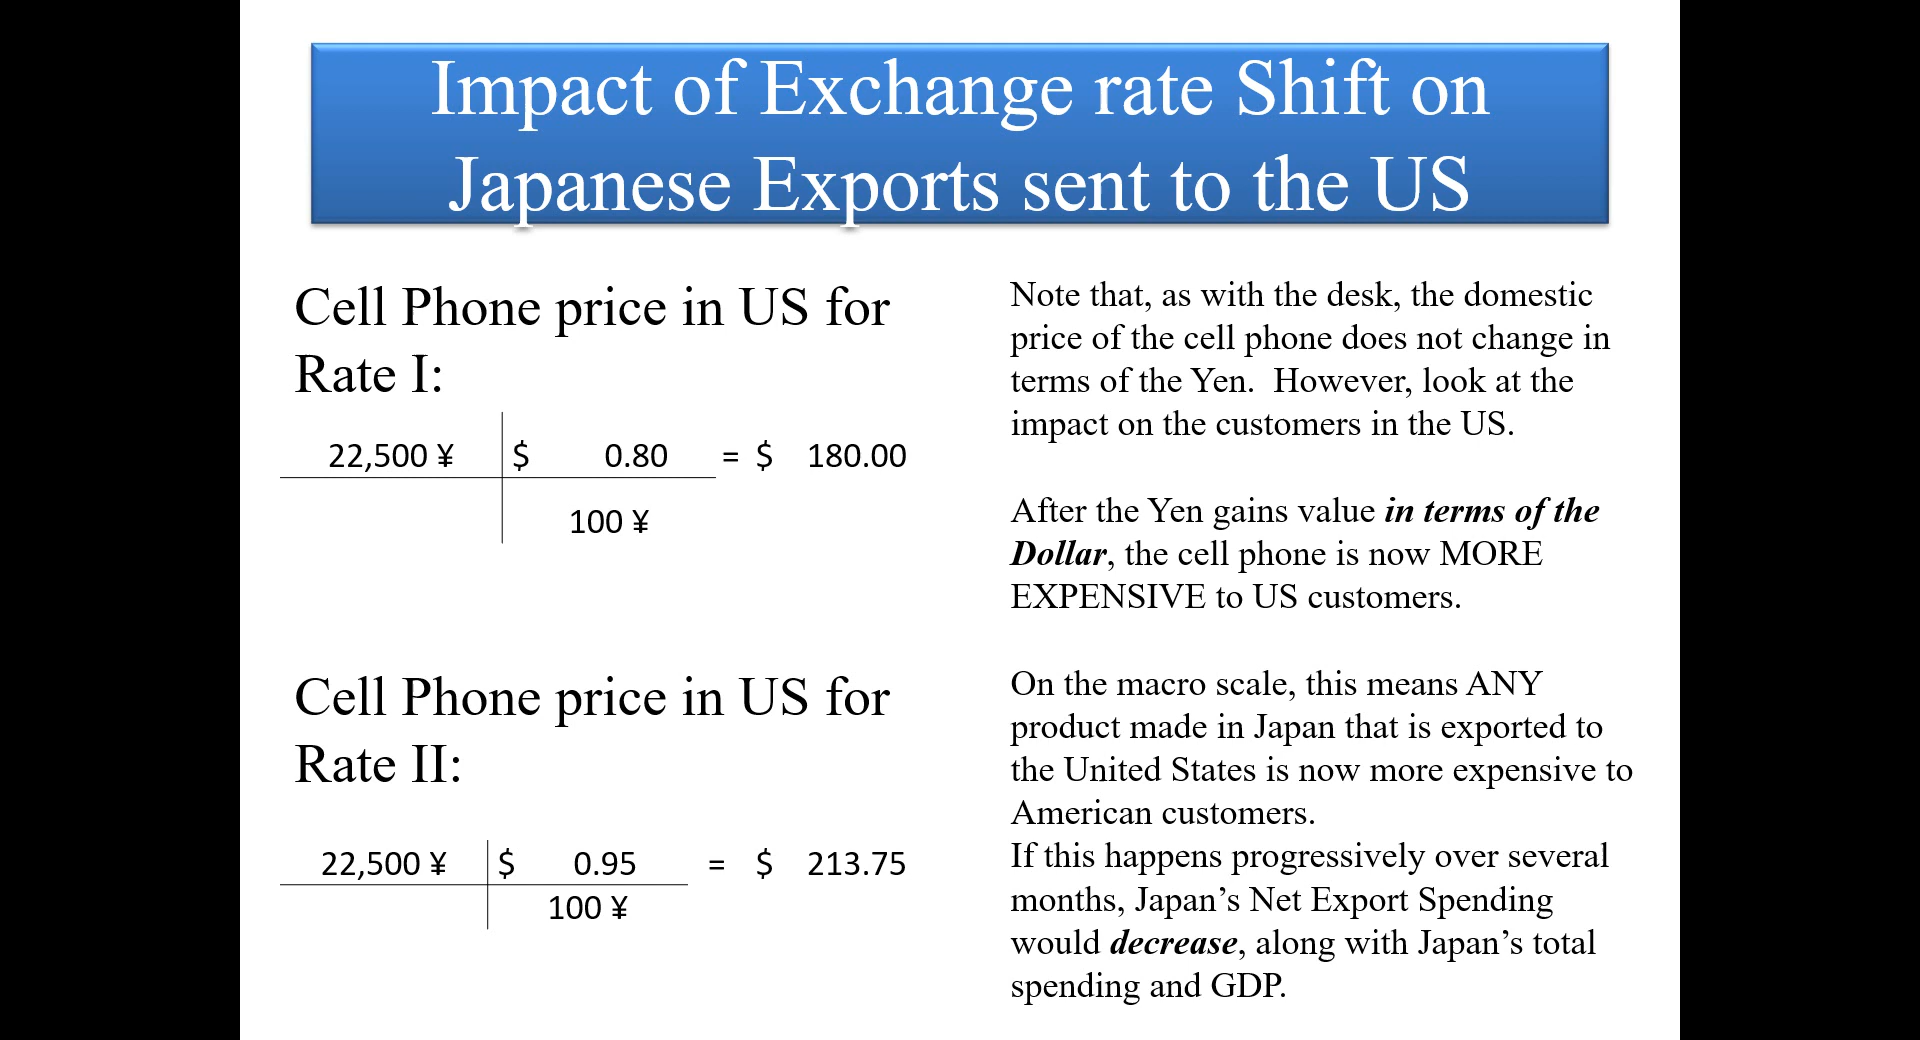 Impact of Exchange rate Shift on
Japanese Exports sent to the US
Cell Phone price in US for
Rate I:
22,500 ¥ $ 0.80 = $ 180.00
100 ¥
Cell Phone price in US for
Rate II:
22,500 ¥ $ 0.95 = $ 213.75
100 ¥
Note that, as with the desk, the domestic
price of the cell phone does not change in
terms of the Yen.  However, look at the
impact on the customers in the US.
After the Yen gains value in terms of the
Dollar, the cell phone is now MORE
EXPENSIVE to US customers.
On the macro scale, this means ANY
product made in Japan that is exported to
the United States is now more expensive to
American customers.
If this happens progressively over several
months, Japan’s Net Export Spending
would decrease, along with Japan’s total
spending and GDP.